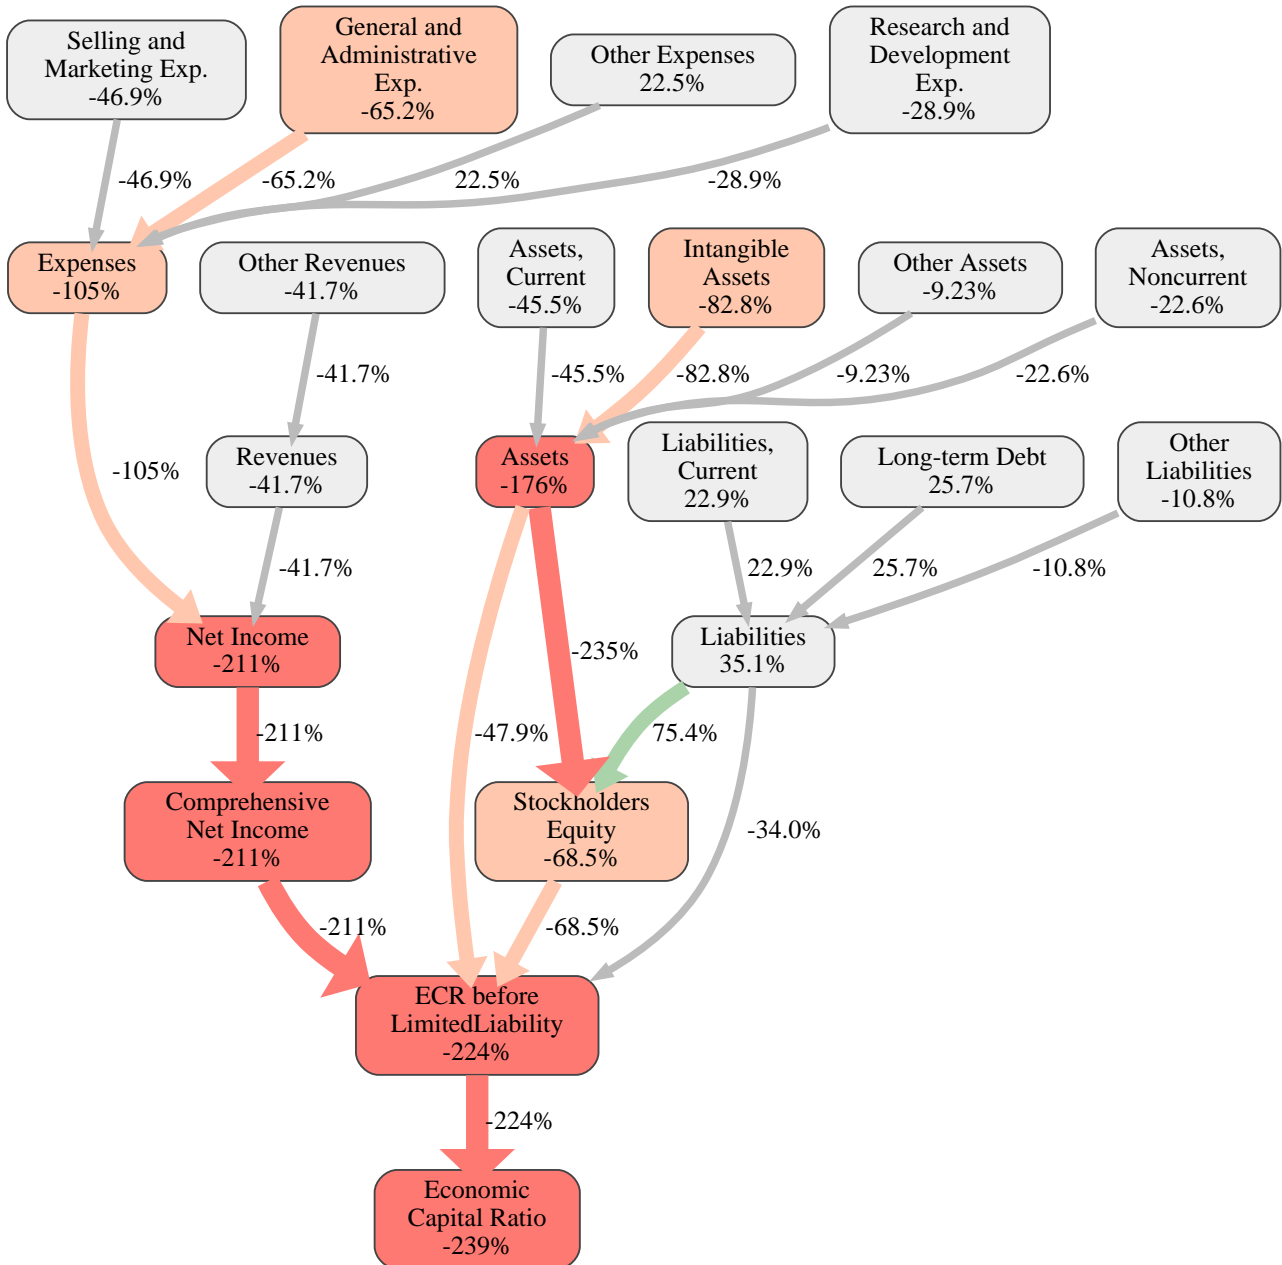 Selling and
Marketing Exp.
-46.9%
General and
Administrative
Exp.
-65.2%
Other Expenses
22.5%
Research and
Development
Exp.
-28.9%
-46.9%
-65.2%
22.5%
-28.9%
Expenses
-105%
Other Revenues
-41.7%
Assets,
Current
-45.5%
Intangible
Assets
-82.8%
Other Assets
-9.23%
Assets,
Noncurrent
-22.6%
-41.7%
-45.5%
-82.8%
-9.23%
-22.6%
-105%
Revenues
-41.7%
Assets
-176%
Liabilities,
Current
22.9%
Long-term Debt
25.7%
Other
Liabilities
-10.8%
-41.7%
22.9%
25.7%
-10.8%
Net Income
-211%
-235%
Liabilities
35.1%
-211%
-47.9%
75.4%
Comprehensive
Net Income
-211%
Stockholders
Equity
-68.5%
-34.0%
-211%
-68.5%
ECR before
LimitedLiability
-224%
-224%
Economic
Capital Ratio
-239%